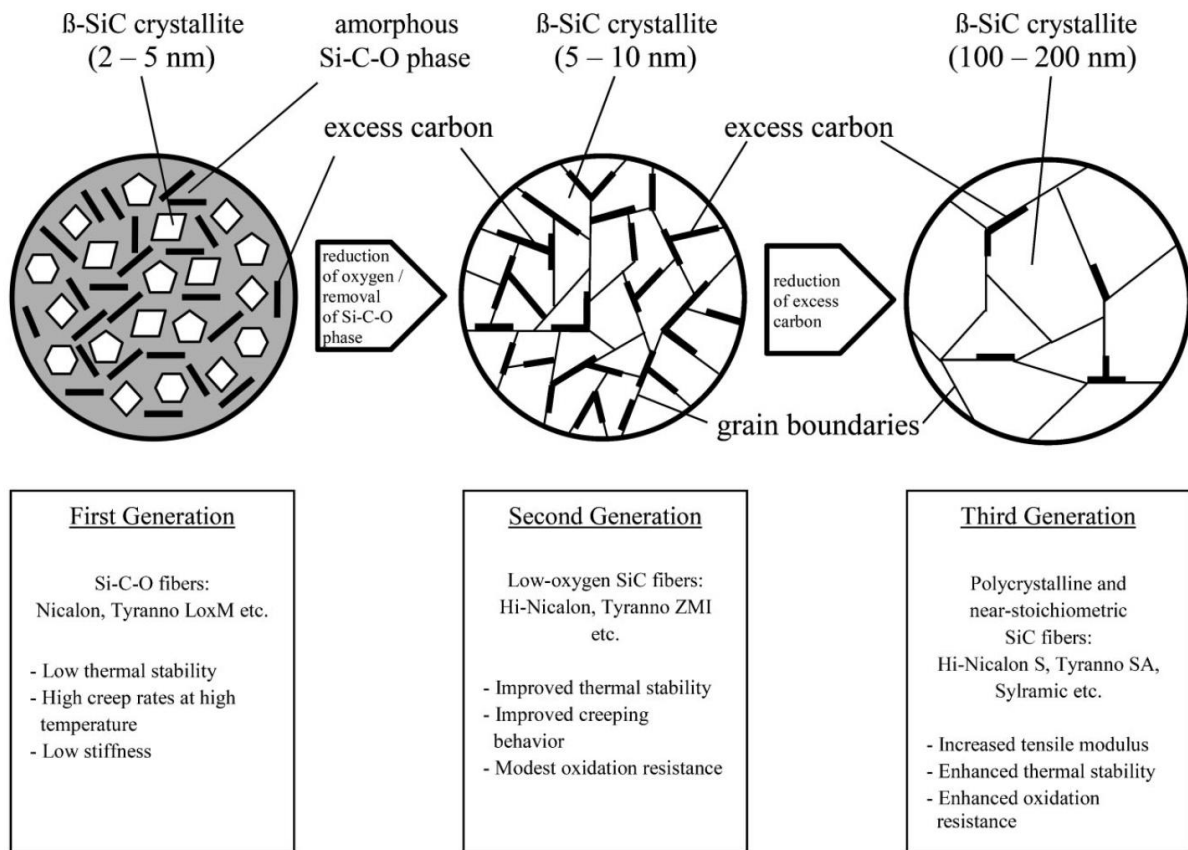 ß-SiC crystallite
(2 – 5 nm)
amorphous
Si-C-O phase
ß-SiC crystallite
(5 – 10 nm)
ß-SiC crystallite
(100 – 200 nm)
excess carbon
excess carbon
reduction
of oxygen /
removal
of Si-C-O
phase
reduction
of excess
carbon
grain boundaries
First Generation
Si-C-O fibers:
Nicalon, Tyranno LoxM etc.
- Low thermal stability
- High creep rates at high
temperature
- Low stiffness
Second Generation
Low-oxygen SiC fibers:
Hi-Nicalon, Tyranno ZMI
etc.
- Improved thermal stability
- Improved creeping
behavior
- Modest oxidation resistance
Third Generation
Polycrystalline and
near-stoichiometric
SiC fibers:
Hi-Nicalon S, Tyranno SA,
Sylramic etc.
- Increased tensile modulus
- Enhanced thermal stability
- Enhanced oxidation
resistance